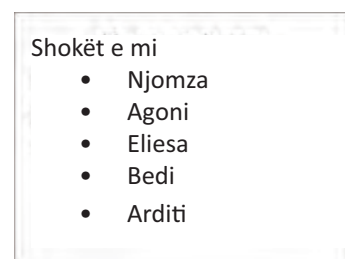 Shokët e mi
• Njomza
• Agoni
• Eliesa
• Bedi
• Arditi